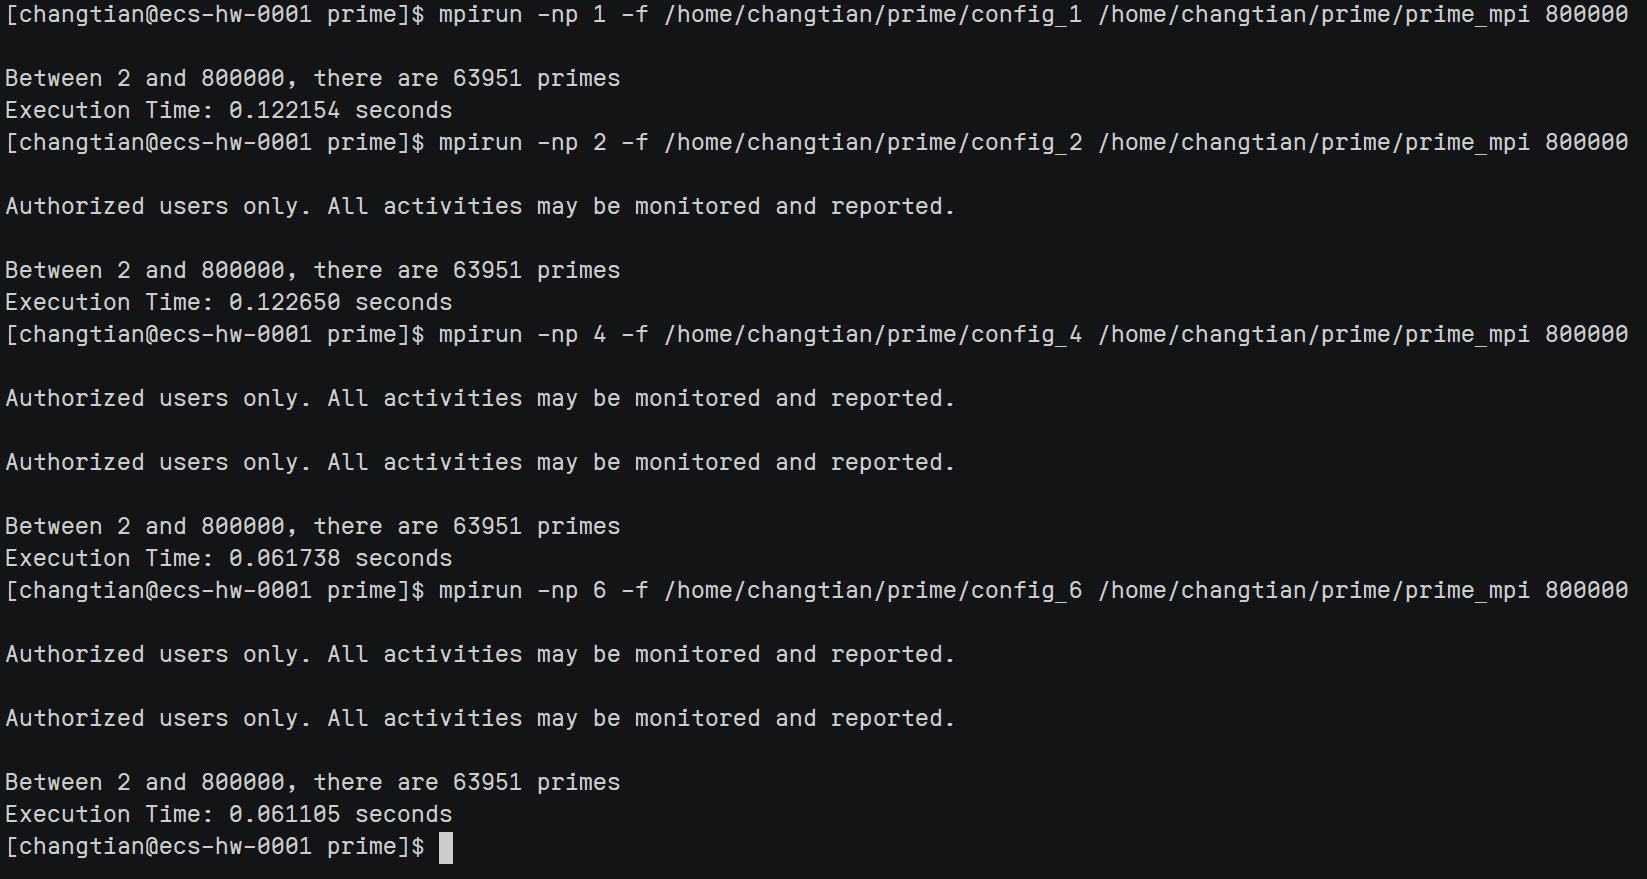 [changtian@ecs-hw-0001 prime]$ mpirun -np 1 -f /home/changtian/prime/config_1 /home/changtian/prime/prime_mpi 800000
Between 2 and 800000, there are 63951 primes
Execution Time: 0.122154 seconds
[changtian@ecs-hw-0001 prime]$ mpirun -np 2 -f /home/changtian/prime/config_2 /home/changtian/prime/prime_mpi 800000
Authorized users only. All activities may be monitored and reported.
Between 2 and 800000, there are 63951 primes
Execution Time: 0.122650 seconds
[changtian@ecs-hw-0001 prime]$ mpirun -np 4 -f /home/changtian/prime/config_4 /home/changtian/prime/prime_mpi 800000
Authorized users only. All activities may be monitored and reported.
Authorized users only. All activities may be monitored and reported.
Between 2 and 800000, there are 63951 primes
Execution Time: 0.061738 seconds
[changtian@ecs-hw-0001 prime]$ mpirun -np 6 -f /home/changtian/prime/config_6 /home/changtian/prime/prime_mpi 800000
Authorized users only. All activities may be monitored and reported.
Authorized users only. All activities may be monitored and reported.
Between 2 and 800000, there are 63951 primes
Execution Time: 0.061105 seconds
[changtian@ecs-hw-0001 prime]$